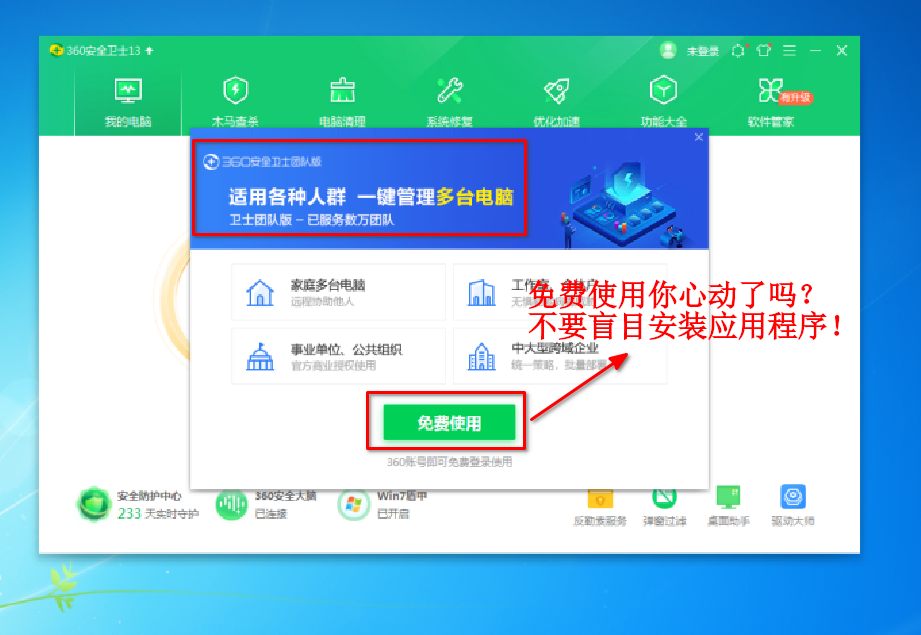 360安全卫士13
未登录
我的电脑
木马查杀
电脑清理
系统修复
优化加速
功能大全
有升级
软件管家
360安全卫士团队版
适用各种人群 一键管理多台电脑
卫士团队版 – 已服务数万团队
家庭多台电脑
远程协助他人
免费使用你心动了吗？
不要盲目安装应用程序！
事业单位、公共组织
官方商业授权使用
中大型跨域企业
统一策略，批量部署
免费使用
360账号即可免费登录使用
安全防护中心
233 天实时守护
360安全大脑
已连接
Win7盾甲
已开启
反勒索服务
弹窗过滤
桌面助手
驱动大师